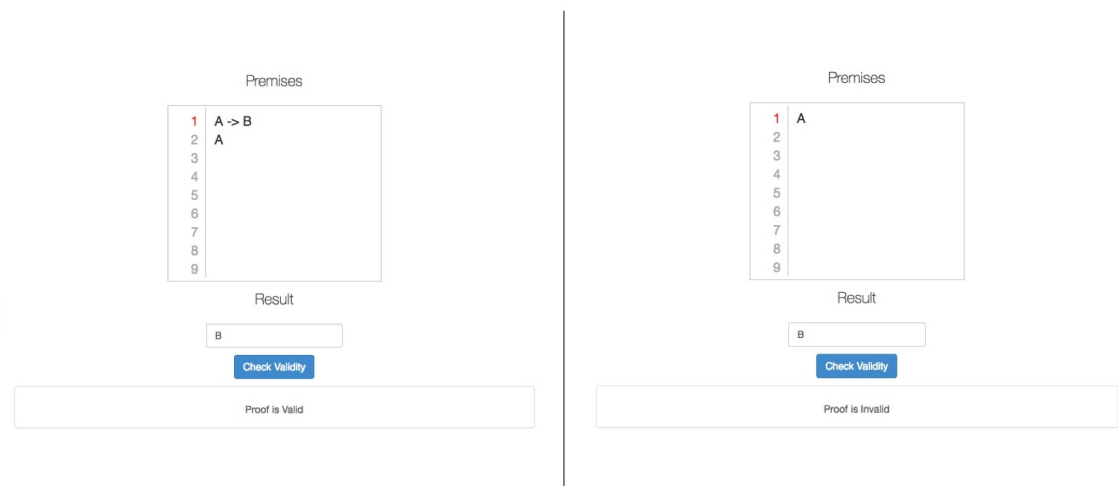 Premises
1 A -> B
2 A
3
4
5
6
7
8
9
Result
B
Check Validity
Proof is Valid
Premises
1 A
2
3
4
5
6
7
8
9
Result
B
Check Validity
Proof is Invalid